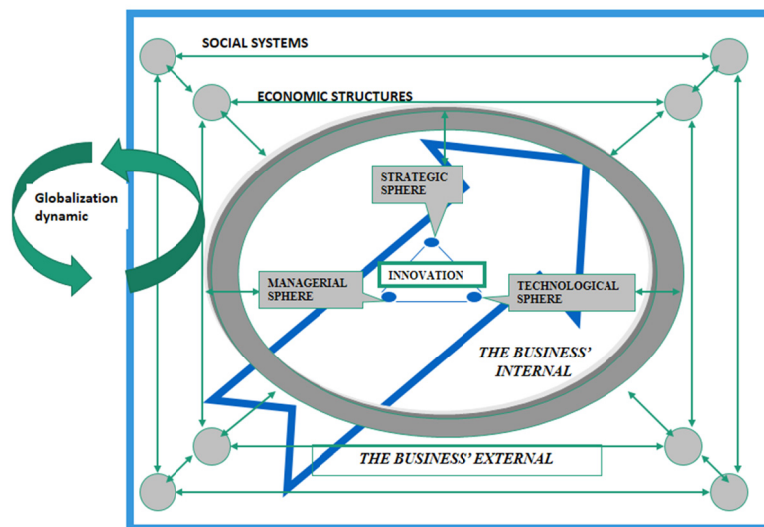 SOCIAL SYSTEMS
ECONOMIC STRUCTURES
STRATEGIC
SPHERE
Globalization
dynamic
INNOVATION
MANAGERIAL
SPHERE
TECHNOLOGICAL
SPHERE
THE BUSINESS'
INTERNAL
THE BUSINESS' EXTERNAL